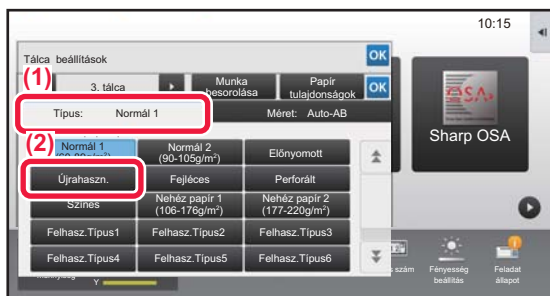 10:15
Tálca beállítások
OK
(1)
3. tálca
Munka
besorolása
Papír
tulajdonságok
OK
Típus: Normál 1
Méret: Auto-AB
OSA
Sharp OSA
(2)
Normál 1
Normál 2
(90-105g/m²)
Előnyomott
Újrahaszn.
Fejléces
Perforált
Színes
Nehéz papír 1
(106-176g/m²)
Nehéz papír 2
(177-220g/m²)
Felhasz.Típus1
Felhasz.Típus2
Felhasz.Típus3
Felhasz.Típus4
Felhasz.Típus5
Felhasz.Típus6
szám
Fényesség
beállítás
Feladat
állapot
Y